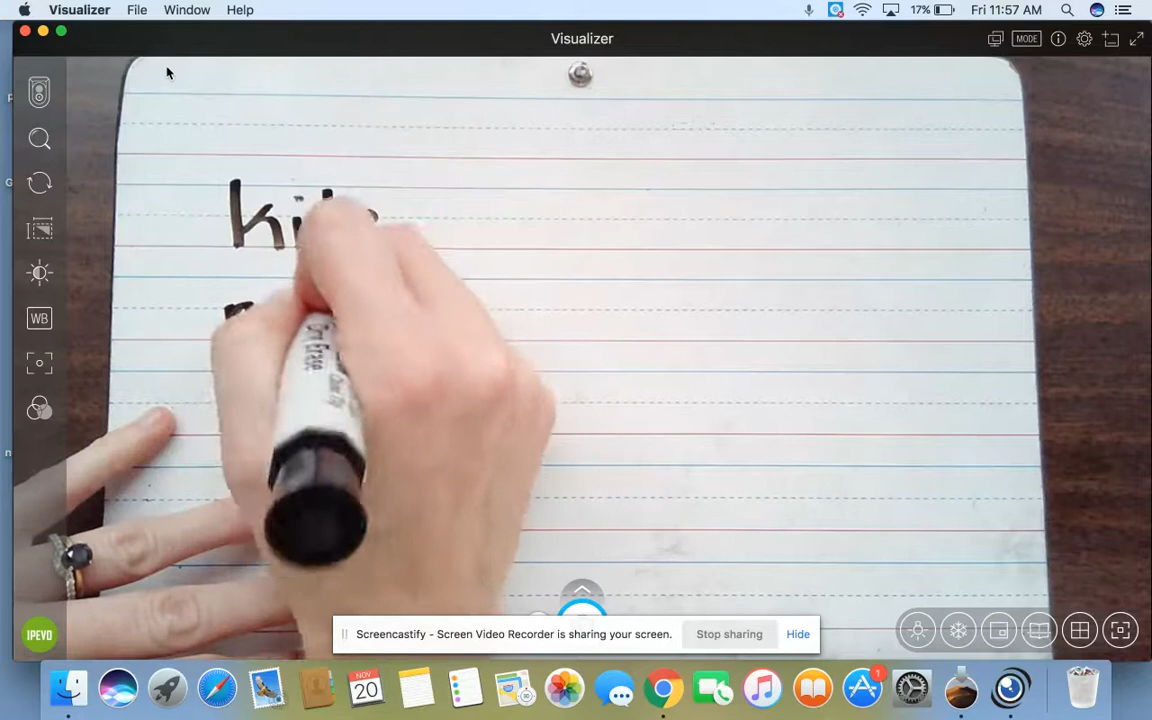 Visualizer File Window Help 17% Fri 11:57 AM
Visualizer
MODE
WB
IPEVO
Screencastify - Screen Video Recorder is sharing your screen. Stop sharing Hide
NOV
20
1